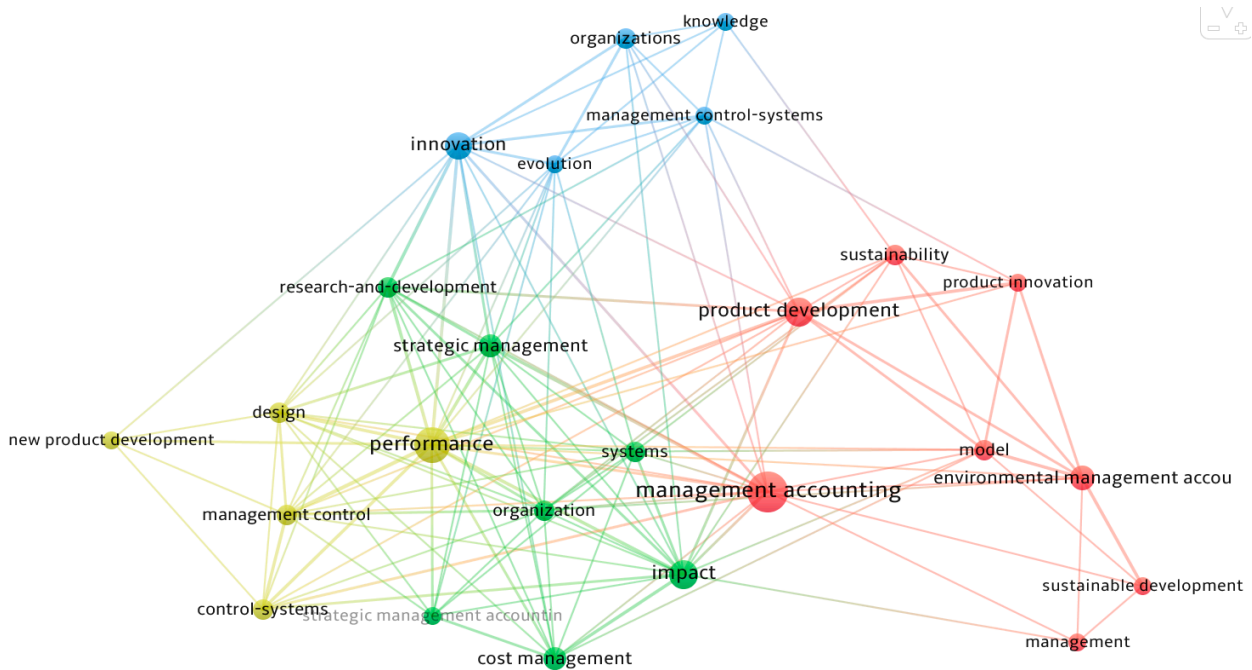 knowledge
organizations
management control-systems
innovation
evolution
sustainability
product innovation
research-and-development
product development
strategic management
design
new product development
performance
systems
model
environmental management accou
management accounting
organization
management control
impact
sustainable development
control-systems
strategic management accountin
management
cost management